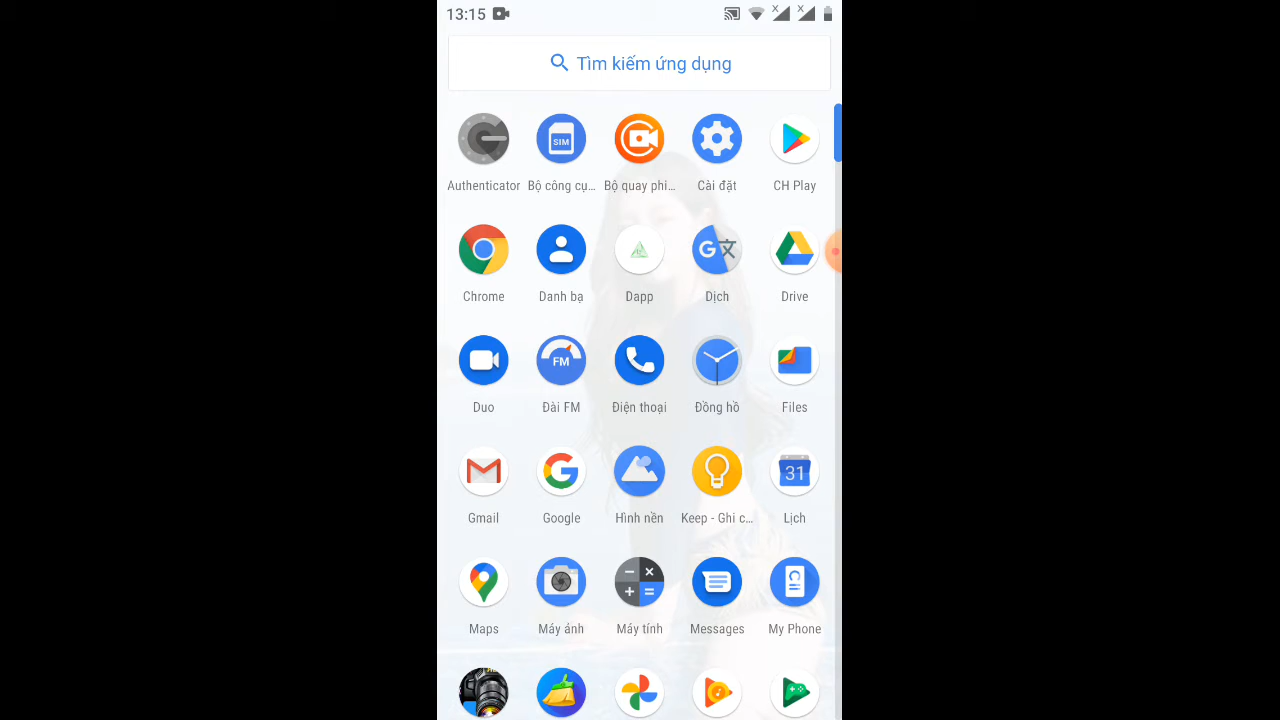 13:15
Tìm kiếm ứng dụng
SIM
Authenticator Bộ công cụ... Bộ quay phi... Cài đặt CH Play
G文
Chrome Danh bạ Dapp Dịch Drive
FM
Duo Đài FM Điện thoại Đồng hồ Files
31
Gmail Google Hình nền Keep - Ghi c... Lịch
Maps Máy ảnh Máy tính Messages My Phone